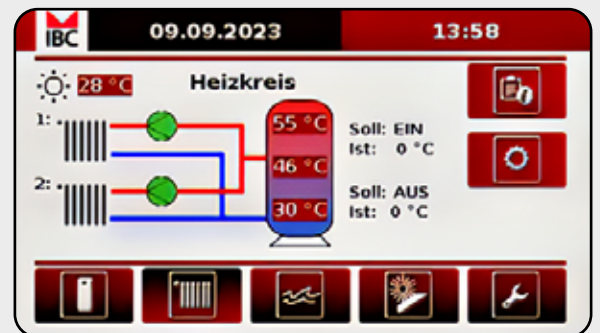 IBC 09.09.2023 13:58
28 °C Heizkreis
1:
55 °C
Soll: EIN
Ist: 0 °C
46 °C
2:
Soll: AUS
30 °C
Ist: 0 °C